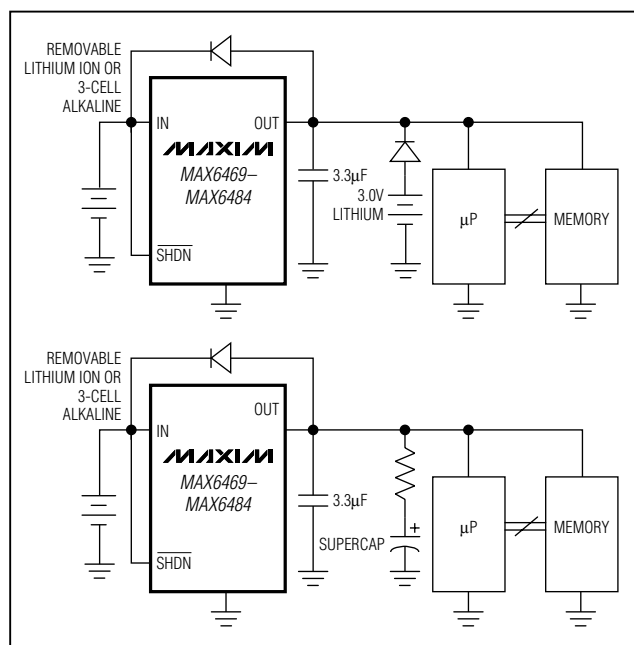 REMOVABLE
LITHIUM ION OR
3-CELL
ALKALINE
IN
OUT
MAXIM
MAX6469–
MAX6484
SHDN
3.3µF
3.0V
LITHIUM
µP
MEMORY
REMOVABLE
LITHIUM ION OR
3-CELL
ALKALINE
IN
OUT
MAXIM
MAX6469–
MAX6484
SHDN
3.3µF
+
SUPERCAP
µP
MEMORY